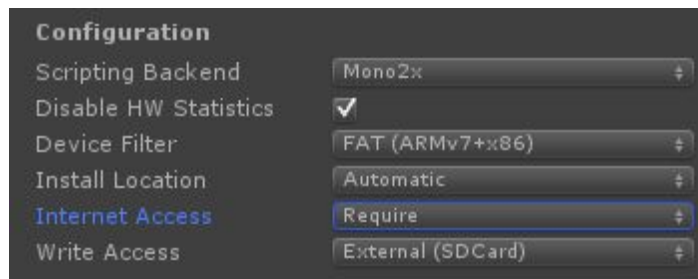 Configuration
Scripting Backend Mono2x
Disable HW Statistics
Device Filter FAT (ARMv7+x86)
Install Location Automatic
Internet Access Require
Write Access External (SDCard)